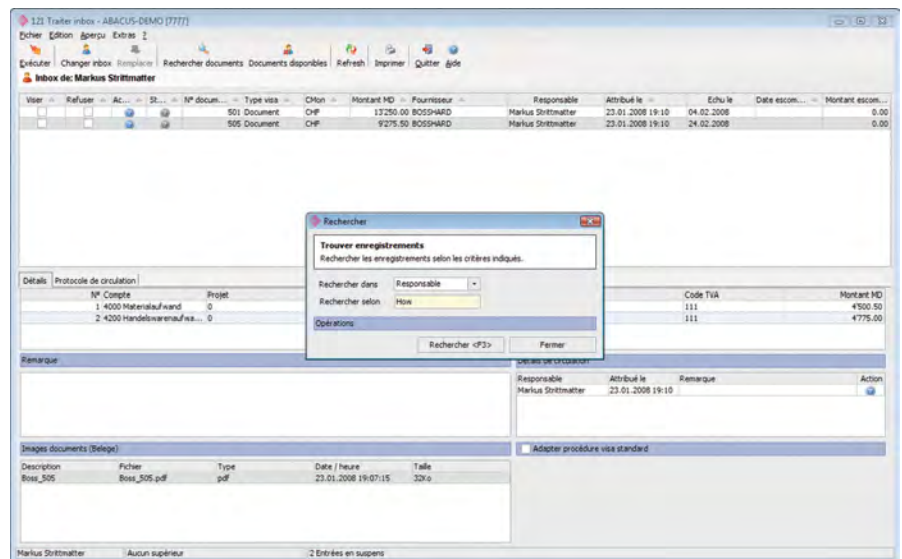 121 Traiter inbox - ABACUS-DEMO [7777]
Fichier Edition Aperçu Extras ?
Exécuter Changer inbox Remplacer Rechercher documents Documents disponibles Refresh Imprimer Quitter Aide
Inbox de: Markus Strittmatter
Viser Refuser Ac... St... N° docum... Type visa CMon Montant MD Fournisseur Responsable Attribué le Echu le Date escom... Montant escom...
501 Document CHF 13'250.00 BOSSHARD Markus Strittmatter 23.01.2008 19:10 04.02.2008 0.00
505 Document CHF 9'275.50 BOSSHARD Markus Strittmatter 23.01.2008 19:10 24.02.2008 0.00
Rechercher
Trouver enregistrements
Rechercher les enregistrements selon les critères indiqués.
Rechercher dans Responsable
Rechercher selon How
Opérations
Rechercher <F3> Fermer
Détails Protocole de circulation
N° Compte Projet Code TVA Montant MD
1 4000 Materialaufwand 0 111 4'500.50
2 4200 Handelswarenaufwa... 0 111 4'775.00
Remarque Détails de circulation
Responsable Attribué le Remarque Action
Markus Strittmatter 23.01.2008 19:10
Images documents (Belege) Adapter procédure visa standard
Description Fichier Type Date / heure Taille
Boss_505 Boss_505.pdf pdf 23.01.2008 19:07:15 32Ko
Markus Strittmatter Aucun supérieur 2 Entrées en suspens